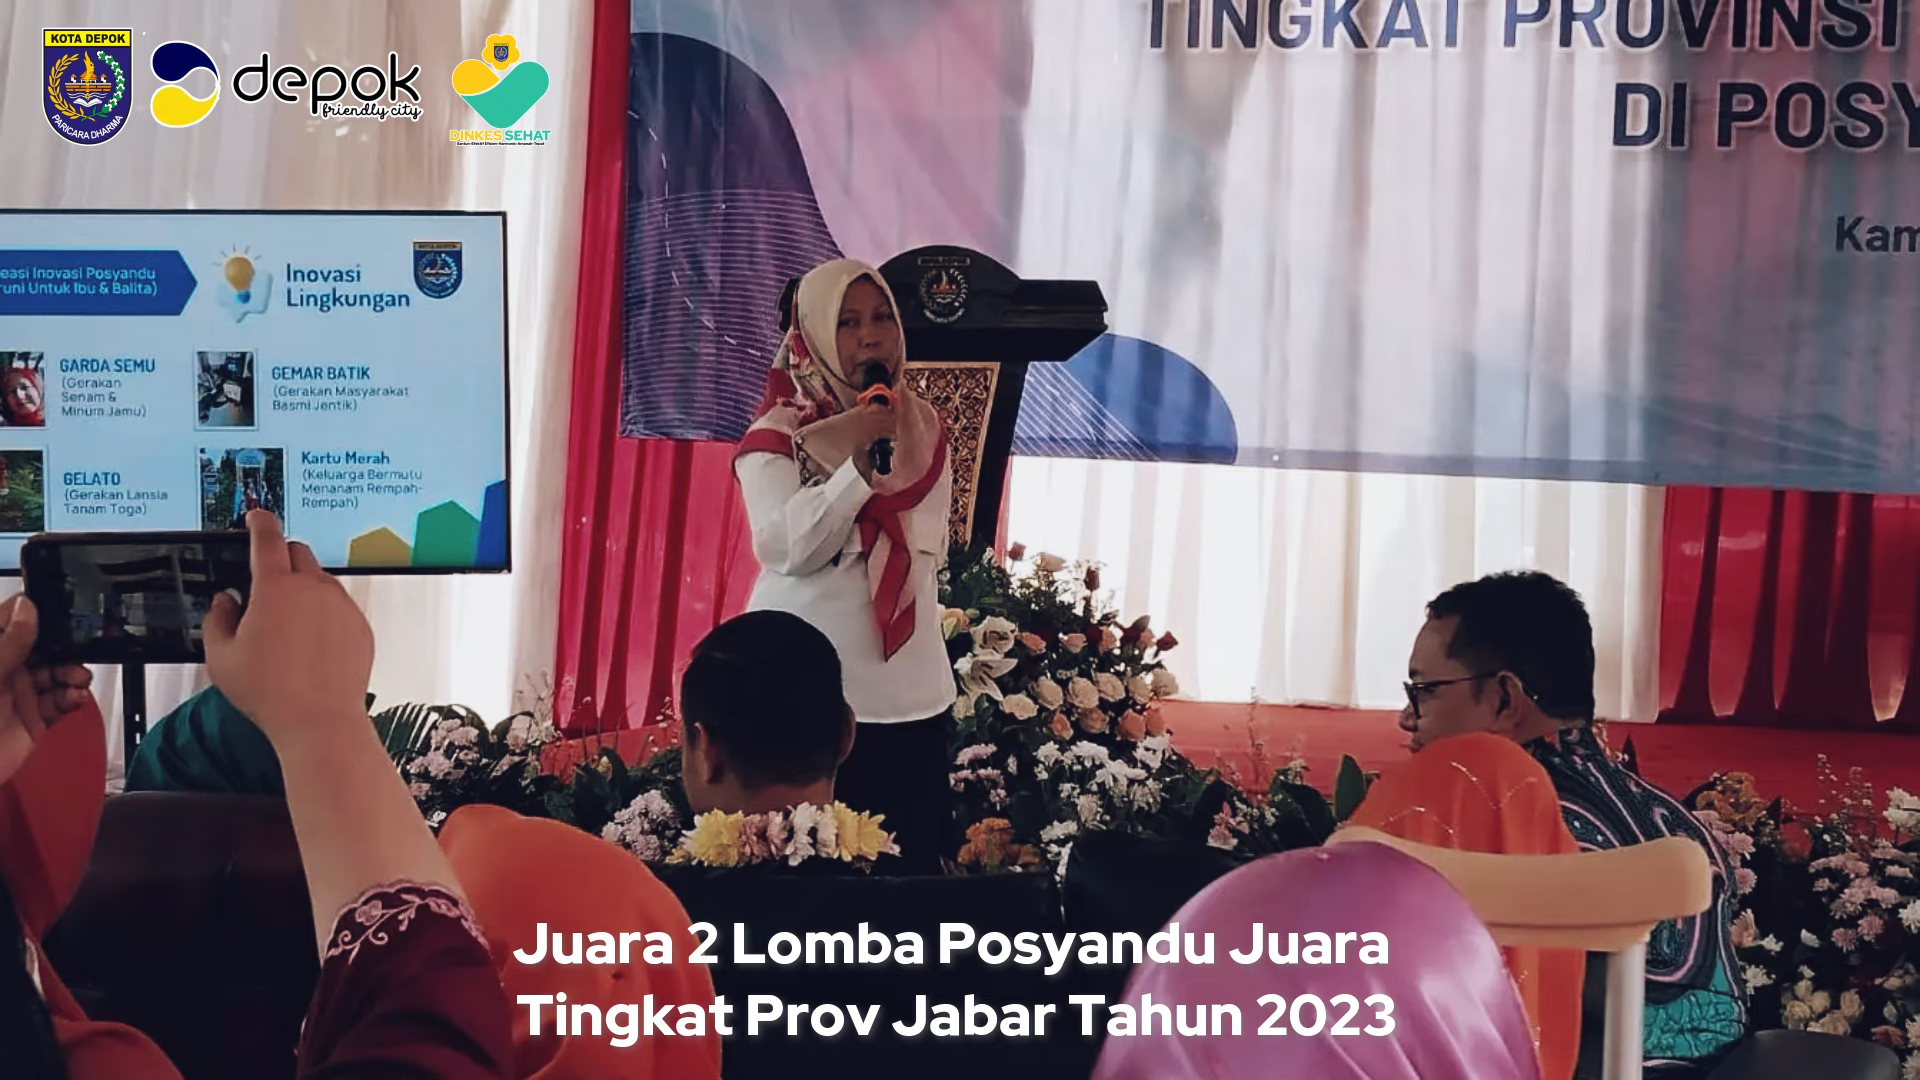 KOTA DEPOK
PARICARA DHARMA
depok
friendly city
DINKES SEHAT
TINGKAT PROVINSI
DI POSY
Kam
easi Inovasi Posyandu
runi Untuk Ibu & Balita)
Inovasi
Lingkungan
GARDA SEMU
(Gerakan
Senam &
Minum Jamu)
GEMAR BATIK
(Gerakan Masyarakat
Basmi Jentik)
GELATO
(Gerakan Lansia
Tanam Toga)
Kartu Merah
(Keluarga Bermutu
Menanam Rempah-
Rempah)
Juara 2 Lomba Posyandu Juara
Tingkat Prov Jabar Tahun 2023